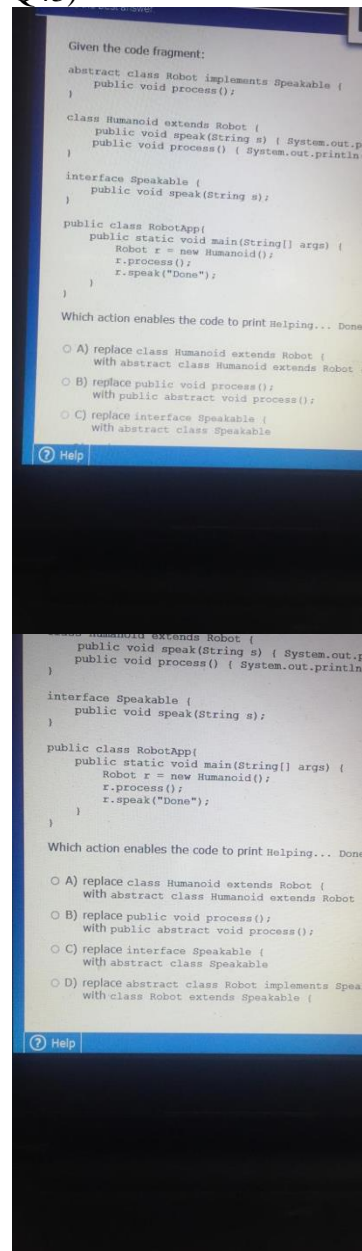 Given the code fragment:
abstract class Robot implements Speakable {
public void process();
}
class Humanoid extends Robot {
public void speak(String s) { System.out.p
public void process() { System.out.println
}
interface Speakable {
public void speak(String s);
}
public class RobotApp{
public static void main(String[] args) {
Robot r = new Humanoid();
r.process();
r.speak("Done");
}
}
Which action enables the code to print Helping... Done
A) replace class Humanoid extends Robot {
with abstract class Humanoid extends Robot
B) replace public void process();
with public abstract void process();
C) replace interface Speakable {
with abstract class Speakable
? Help
class Humanoid extends Robot {
public void speak(String s) { System.out.p
public void process() { System.out.println
}
interface Speakable {
public void speak(String s);
}
public class RobotApp{
public static void main(String[] args) {
Robot r = new Humanoid();
r.process();
r.speak("Done");
}
}
Which action enables the code to print Helping... Done
A) replace class Humanoid extends Robot {
with abstract class Humanoid extends Robot
B) replace public void process();
with public abstract void process();
C) replace interface Speakable {
with abstract class Speakable
D) replace abstract class Robot implements Spea
with class Robot extends Speakable {
? Help